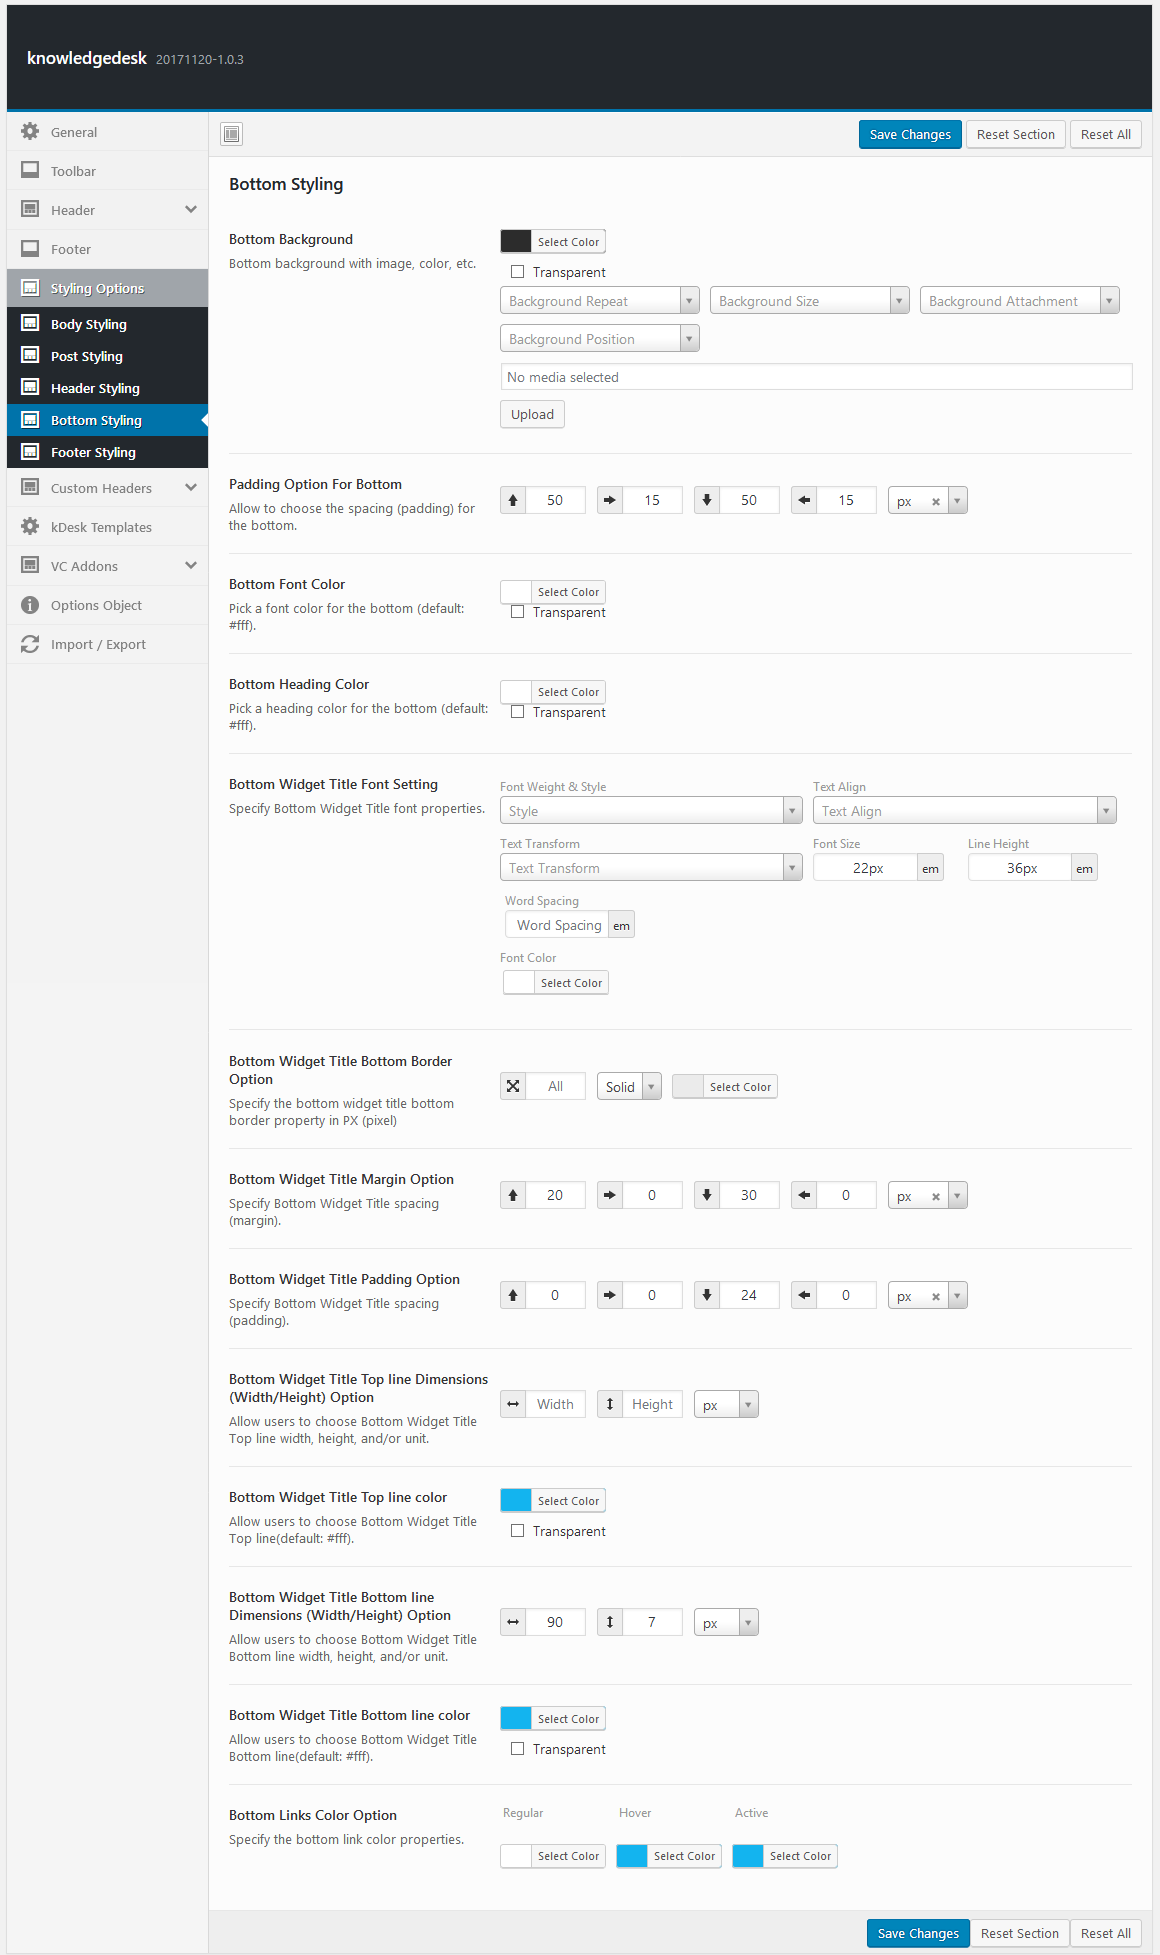 knowledgedesk 20171120-1.0.3
General
Toolbar
Header
Footer
Styling Options
Body Styling
Post Styling
Header Styling
Bottom Styling
Footer Styling
Custom Headers
kDesk Templates
VC Addons
Options Object
Import / Export
Save Changes Reset Section Reset All
Bottom Styling
Bottom Background
Bottom background with image, color, etc.
Select Color
Transparent
Background Repeat Background Size Background Attachment
Background Position
No media selected
Upload
Padding Option For Bottom
Allow to choose the spacing (padding) for
the bottom.
50 15 50 15 px
Bottom Font Color
Pick a font color for the bottom (default:
#fff).
Select Color
Transparent
Bottom Heading Color
Pick a heading color for the bottom (default:
#fff).
Select Color
Transparent
Bottom Widget Title Font Setting
Specify Bottom Widget Title font properties.
Font Weight & Style Text Align
Style Text Align
Text Transform Font Size Line Height
Text Transform 22px em 36px em
Word Spacing
Word Spacing em
Font Color
Select Color
Bottom Widget Title Bottom Border
Option
Specify the bottom widget title bottom
border property in PX (pixel)
All Solid Select Color
Bottom Widget Title Margin Option
Specify Bottom Widget Title spacing
(margin).
20 0 30 0 px
Bottom Widget Title Padding Option
Specify Bottom Widget Title spacing
(padding).
0 0 24 0 px
Bottom Widget Title Top line Dimensions
(Width/Height) Option
Allow users to choose Bottom Widget Title
Top line width, height, and/or unit.
Width Height px
Bottom Widget Title Top line color
Allow users to choose Bottom Widget Title
Top line(default: #fff).
Select Color
Transparent
Bottom Widget Title Bottom line
Dimensions (Width/Height) Option
Allow users to choose Bottom Widget Title
Bottom line width, height, and/or unit.
90 7 px
Bottom Widget Title Bottom line color
Allow users to choose Bottom Widget Title
Bottom line(default: #fff).
Select Color
Transparent
Bottom Links Color Option
Specify the bottom link color properties.
Regular Hover Active
Select Color Select Color Select Color
Save Changes Reset Section Reset All